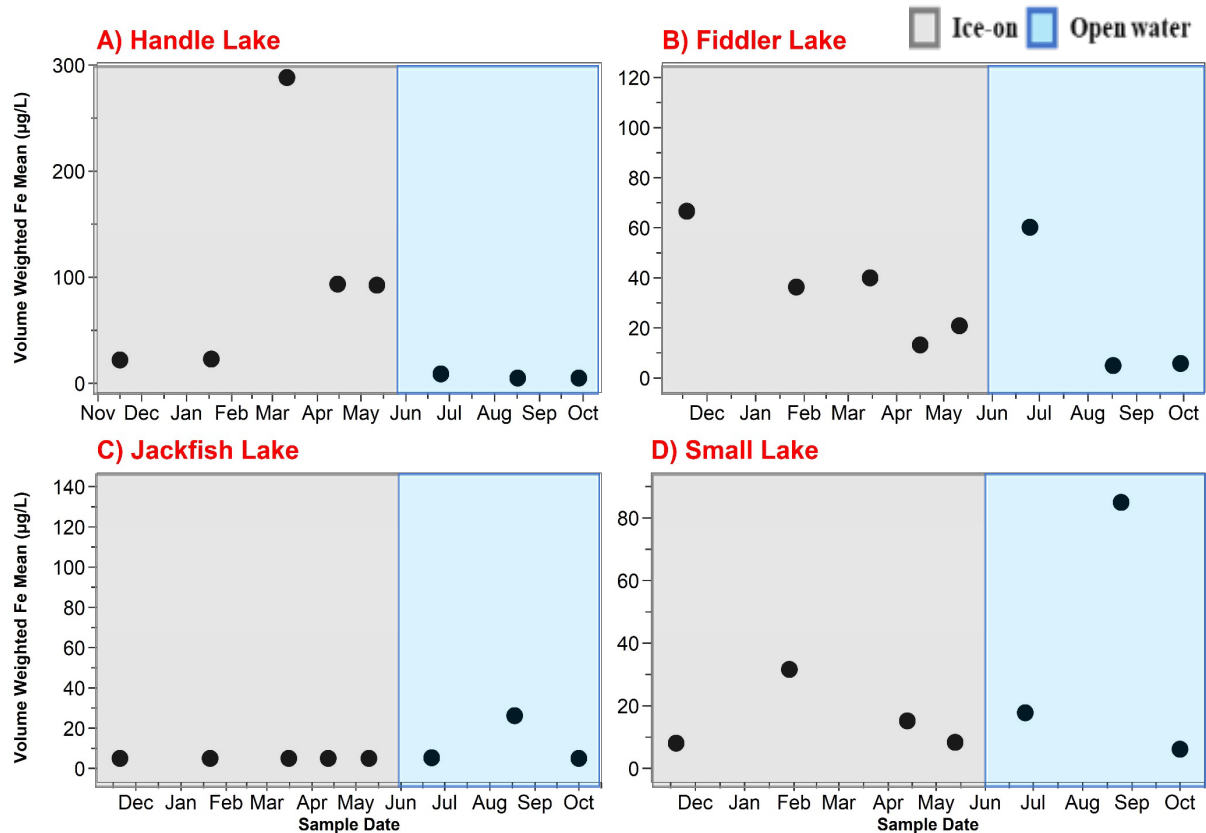 Ice-on Open water
A) Handle Lake
B) Fiddler Lake
Volume Weighted Fe Mean (µg/L)
300
200
100
0
Nov Dec Jan Feb Mar Apr May Jun Jul Aug Sep Oct
120
100
80
60
40
20
0
Dec Jan Feb Mar Apr May Jun Jul Aug Sep Oct
C) Jackfish Lake
D) Small Lake
Volume Weighted Fe Mean (µg/L)
140
120
100
80
60
40
20
0
Dec Jan Feb Mar Apr May Jun Jul Aug Sep Oct
Sample Date
80
60
40
20
0
Dec Jan Feb Mar Apr May Jun Jul Aug Sep Oct
Sample Date